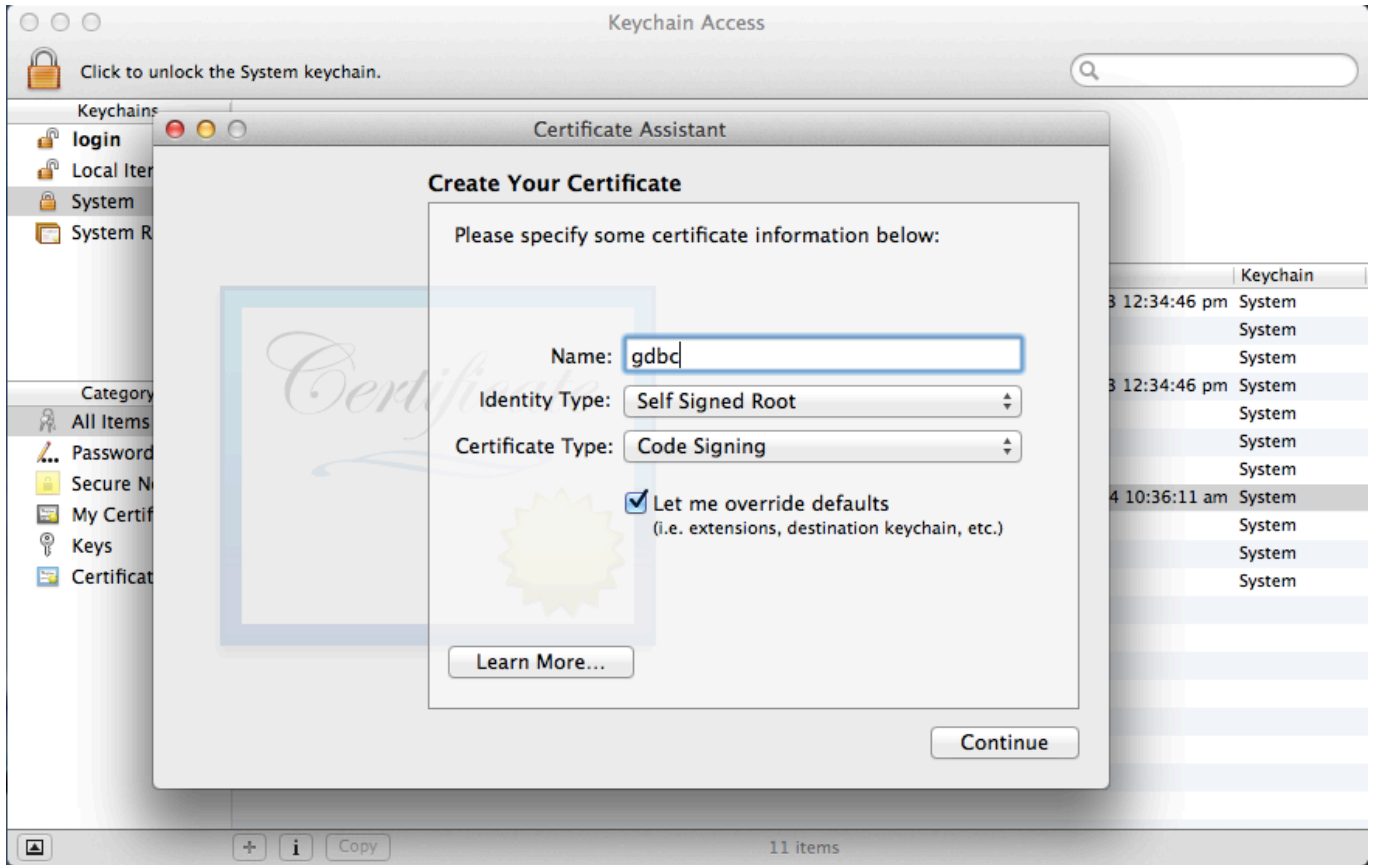 Keychain Access
Click to unlock the System keychain.
Keychains
login
Local Iter
System
System R
Category
All Items
Password
Secure N
My Certif
Keys
Certificat
Certificate Assistant
Create Your Certificate
Please specify some certificate information below:
Certificate
Name: gdbc
Identity Type: Self Signed Root
Certificate Type: Code Signing
Let me override defaults
(i.e. extensions, destination keychain, etc.)
Learn More...
Continue
Keychain
3 12:34:46 pm System
System
System
3 12:34:46 pm System
System
System
System
4 10:36:11 am System
System
System
System
+ i Copy
11 items